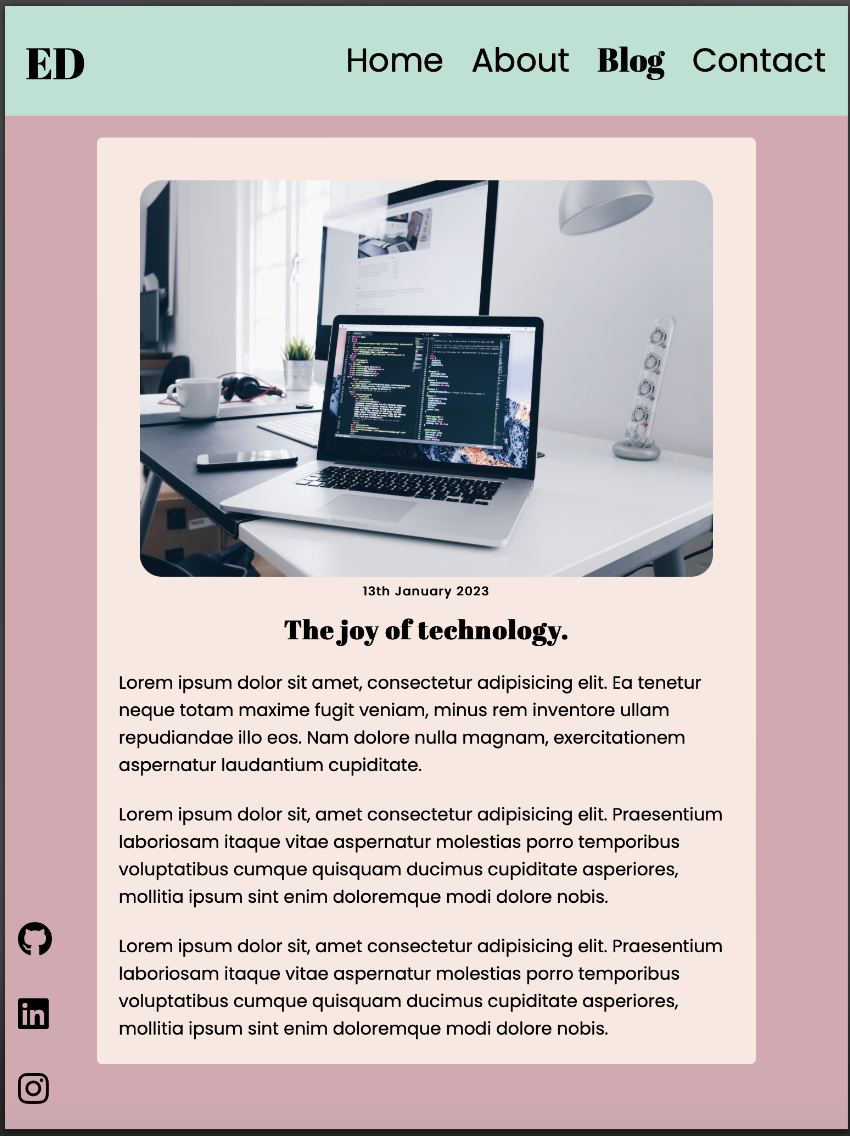 ED
Home About Blog Contact
13th January 2023
The joy of technology.
Lorem ipsum dolor sit amet, consectetur adipisicing elit. Ea tenetur
neque totam maxime fugit veniam, minus rem inventore ullam
repudiandae illo eos. Nam dolore nulla magnam, exercitationem
aspernatur laudantium cupiditate.
Lorem ipsum dolor sit, amet consectetur adipisicing elit. Praesentium
laboriosam itaque vitae aspernatur molestias porro temporibus
voluptatibus cumque quisquam ducimus cupiditate asperiores,
mollitia ipsum sint enim doloremque modi dolore nobis.
Lorem ipsum dolor sit, amet consectetur adipisicing elit. Praesentium
laboriosam itaque vitae aspernatur molestias porro temporibus
voluptatibus cumque quisquam ducimus cupiditate asperiores,
mollitia ipsum sint enim doloremque modi dolore nobis.
in